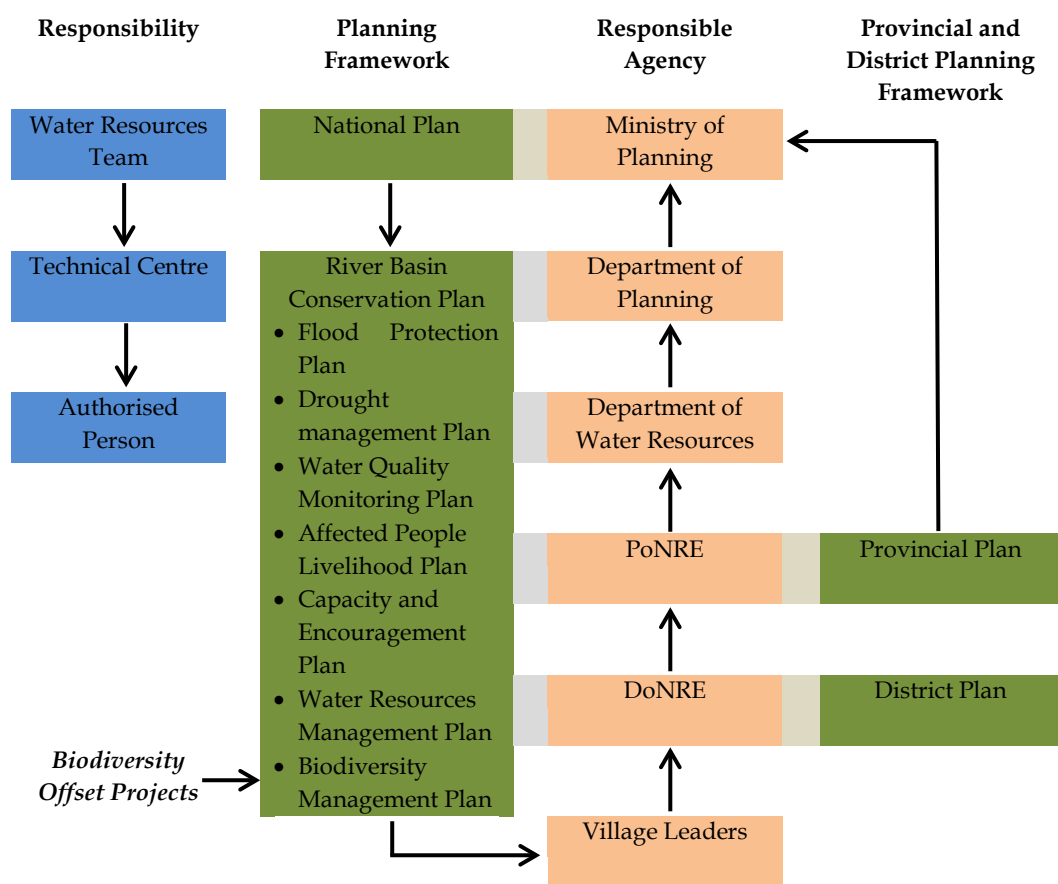 Responsibility
Planning
Framework
Responsible
Agency
Provincial and
District Planning
Framework
Water Resources
Team
National Plan
Ministry of
Planning
Technical Centre
River Basin
Conservation Plan
• Flood Protection
Plan
• Drought
management Plan
• Water Quality
Monitoring Plan
• Affected People
Livelihood Plan
• Capacity and
Encouragement
Plan
• Water Resources
Management Plan
• Biodiversity
Management Plan
Department of
Planning
Authorised
Person
Department of
Water Resources
PoNRE
Provincial Plan
DoNRE
District Plan
Biodiversity
Offset Projects
Village Leaders